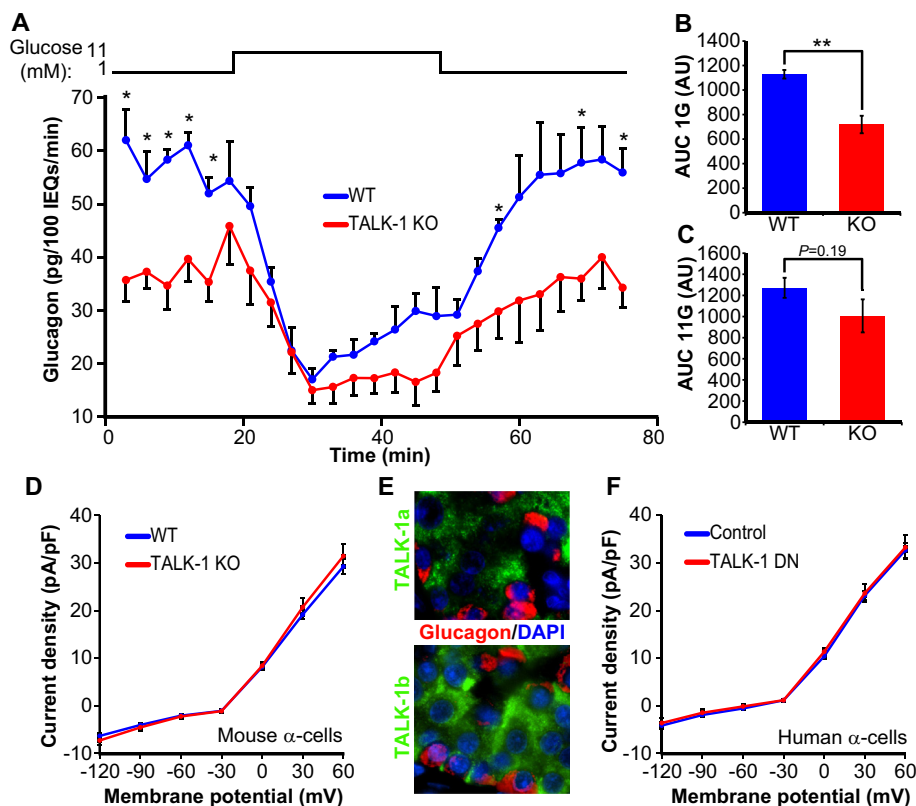 A
Glucose 11
(mM): 1
70
60
50
40
30
20
10
* * * * * * * *
WT
TALK-1 KO
Glucagon (pg/100 IEQs/min)
0 20 40 60 80
Time (min)
B
1400
1200
1000
800
600
400
200
0
**
AUC 1G (AU)
WT KO
C
1600
1400
1200
1000
800
600
400
200
0
P=0.19
AUC 11G (AU)
WT KO
D
40
30
20
10
0
-10
WT
TALK-1 KO
Current density (pA/pF)
Mouse α-cells
-120 -90 -60 -30 0 30 60
Membrane potential (mV)
E
TALK-1a
Glucagon/DAPI
TALK-1b
F
40
30
20
10
0
-10
Control
TALK-1 DN
Current density (pA/pF)
Human α-cells
-120 -90 -60 -30 0 30 60
Membrane potential (mV)